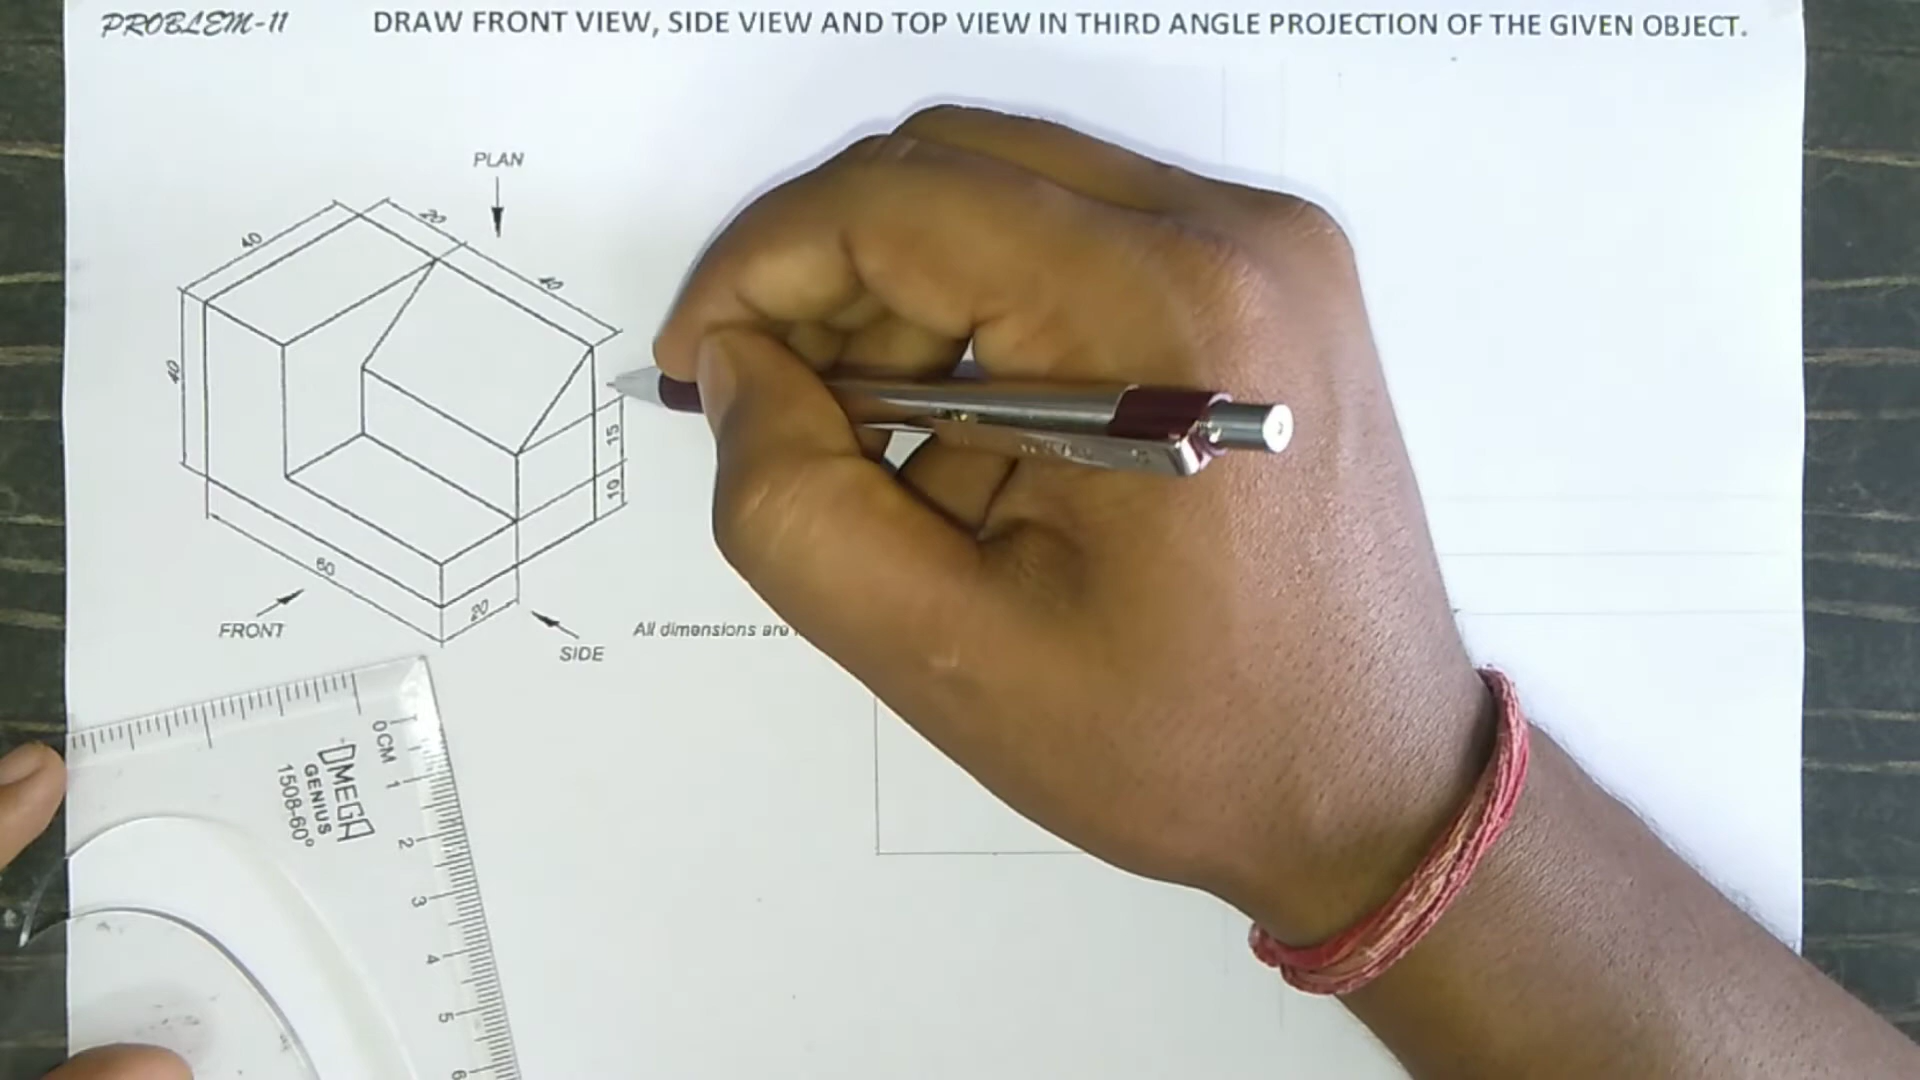 PROBLEM-11
DRAW FRONT VIEW, SIDE VIEW AND TOP VIEW IN THIRD ANGLE PROJECTION OF THE GIVEN OBJECT.
PLAN
20
40
40
40
15
10
60
20
FRONT
SIDE
All dimensions are
0CM 1
2
3
4
5
6
OMEGA
GENIUS
1508-60°